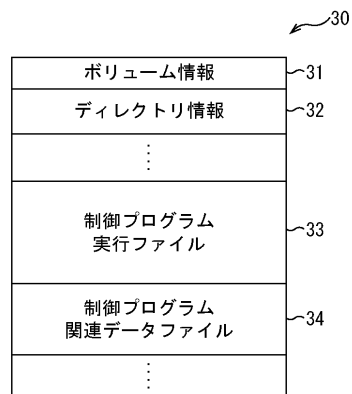 30
ボリューム情報 31
ディレクトリ情報 32
⋮
制御プログラム
実行ファイル 33
制御プログラム
関連データファイル 34
⋮